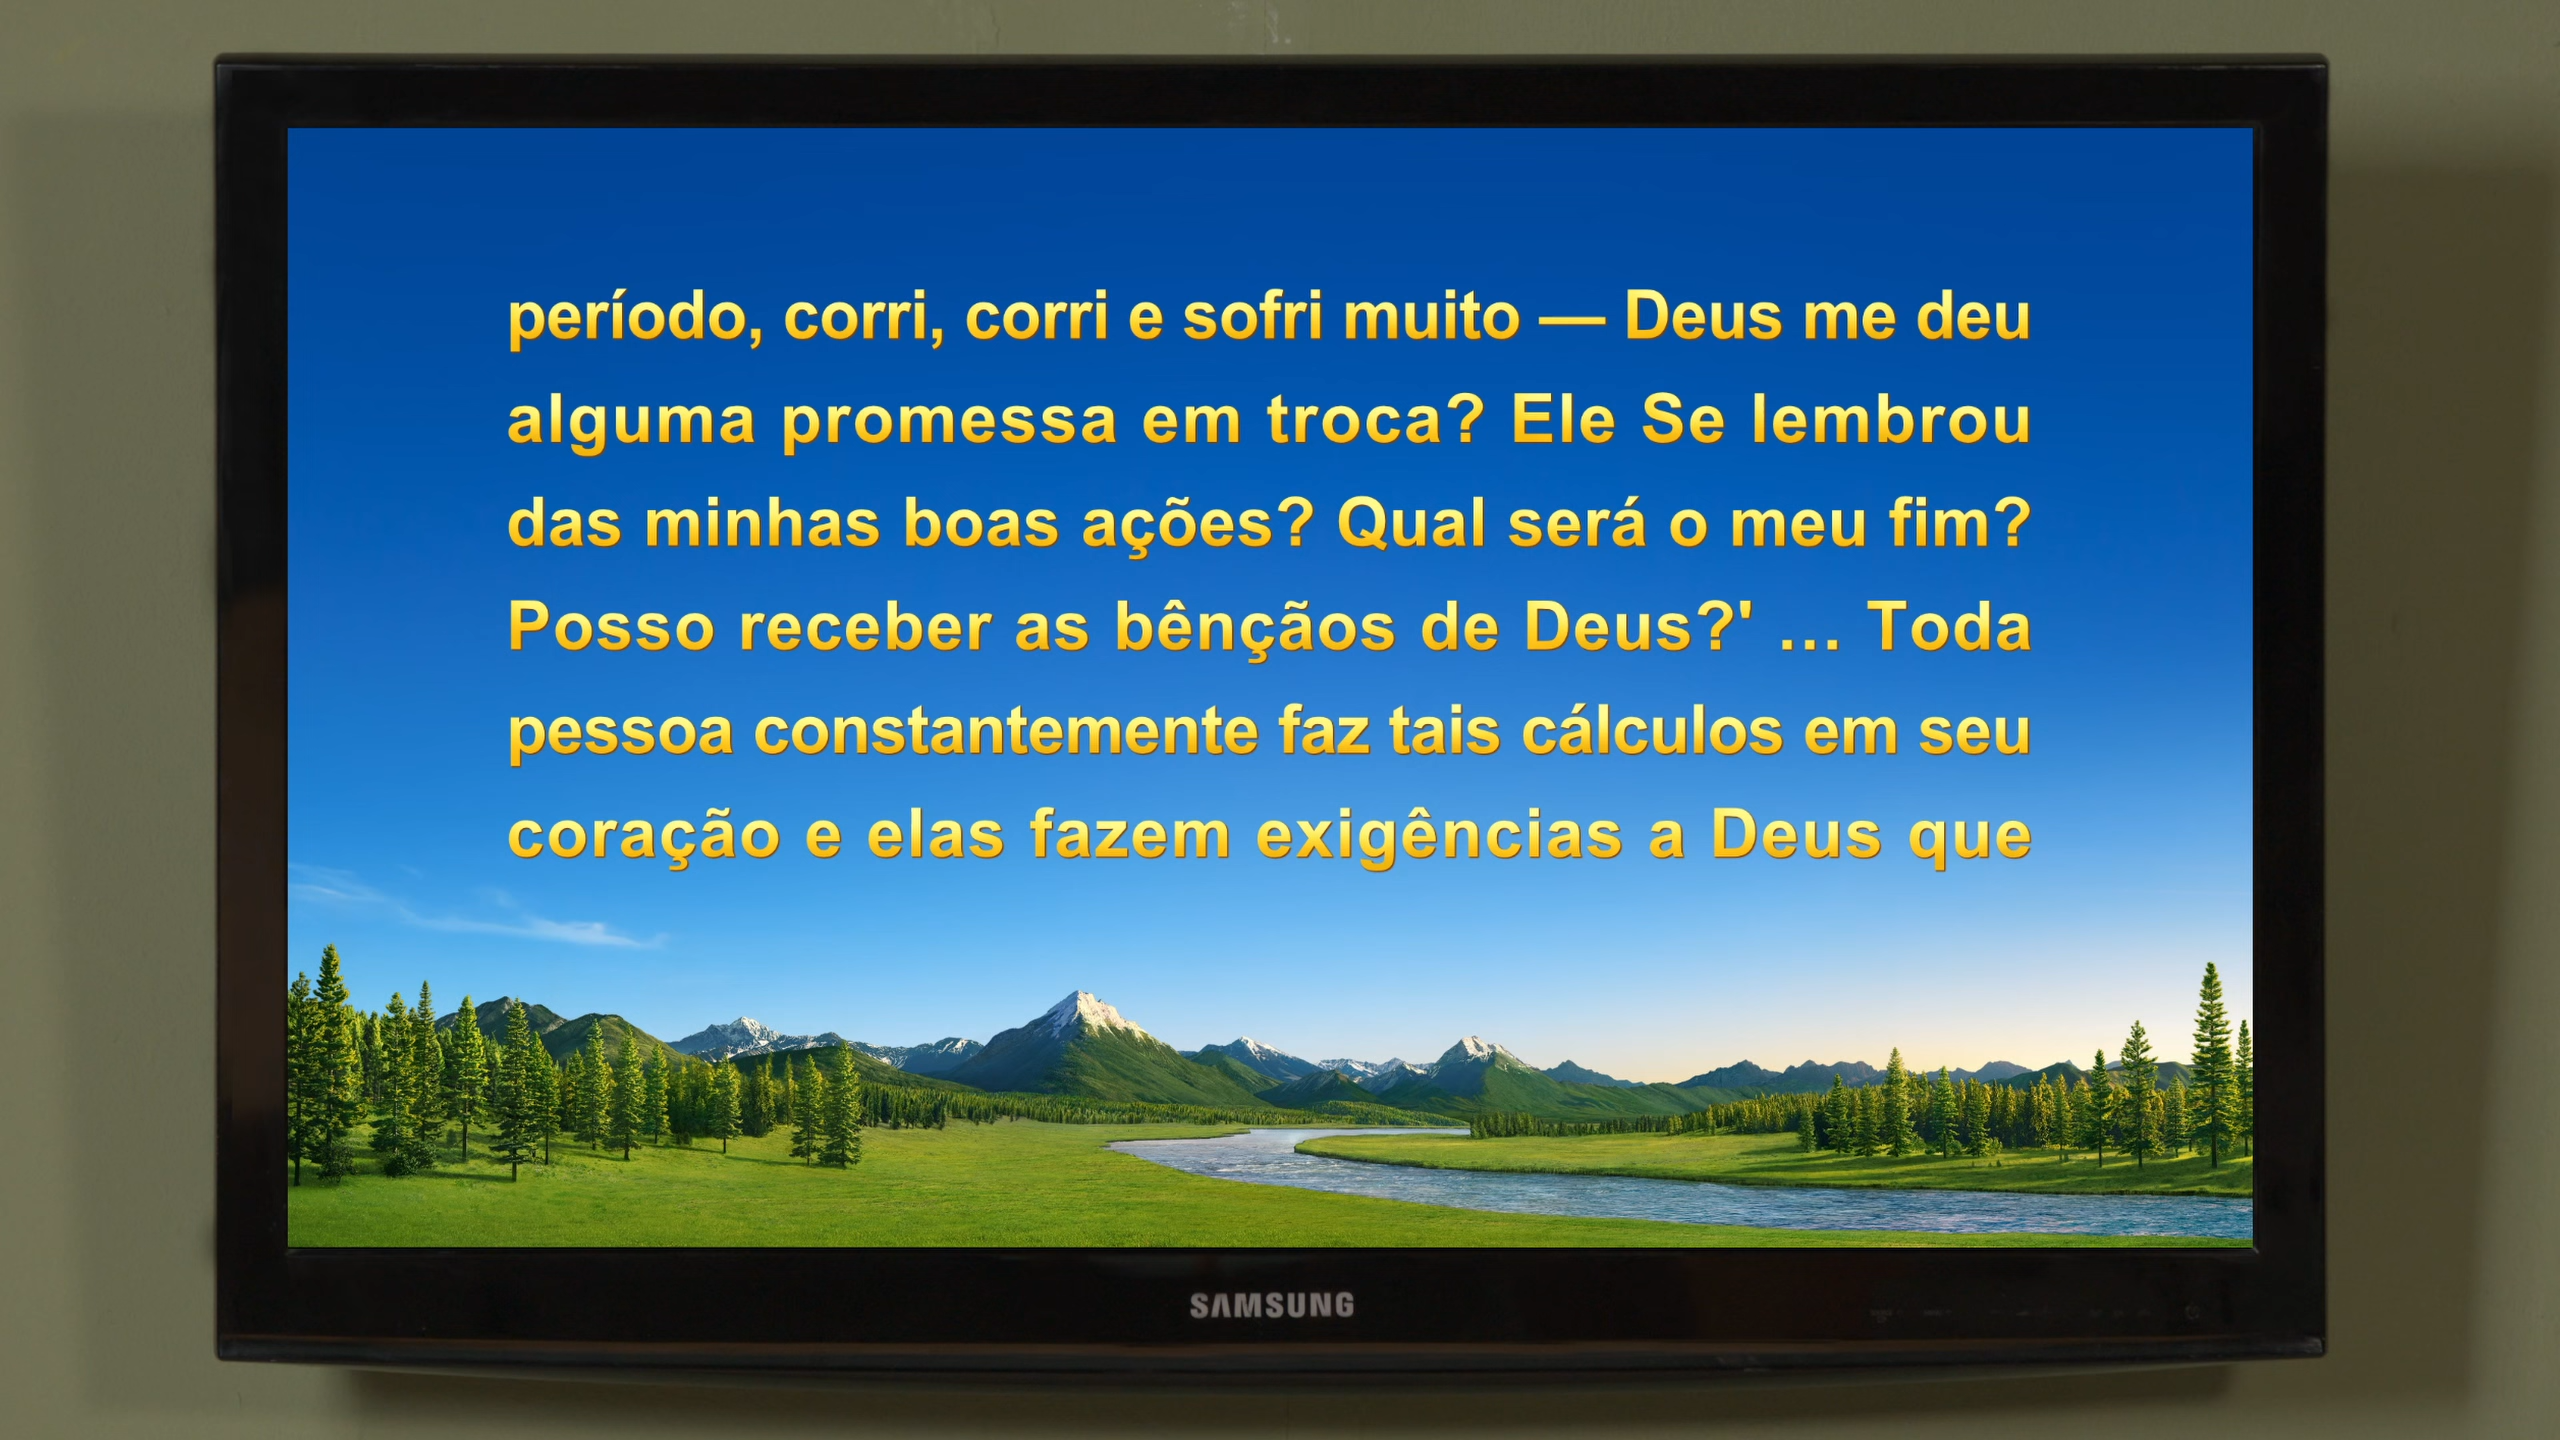 período, corri, corri e sofri muito — Deus me deu
alguma promessa em troca? Ele Se lembrou
das minhas boas ações? Qual será o meu fim?
Posso receber as bênçãos de Deus?' ... Toda
pessoa constantemente faz tais cálculos em seu
coração e elas fazem exigências a Deus que
SAMSUNG